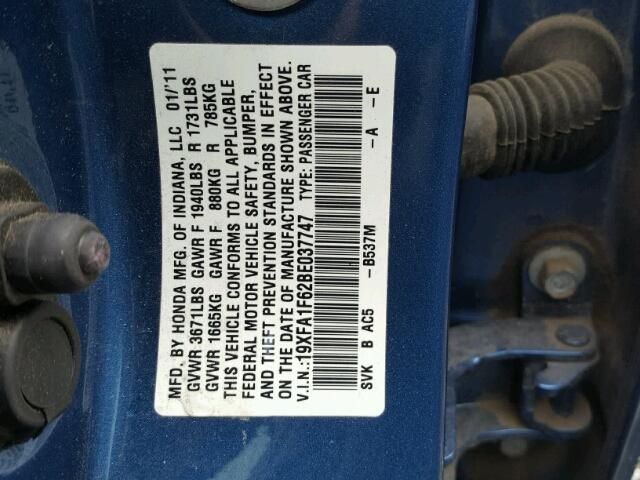 MFD. BY HONDA MFG. OF INDIANA, LLC 01/'11
GVWR 3671LBS GAWR F 1940LBS R 1731LBS
GVWR 1665KG GAWR F 880KG R 785KG
THIS VEHICLE CONFORMS TO ALL APPLICABLE
FEDERAL MOTOR VEHICLE SAFETY, BUMPER,
AND THEFT PREVENTION STANDARDS IN EFFECT
ON THE DATE OF MANUFACTURE SHOWN ABOVE.
V.I.N.:19XFA1F62BE037747 TYPE: PASSENGER CAR
SVK B AC5 -B537M -A -E